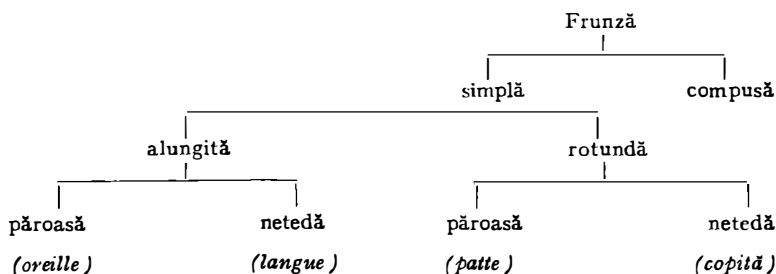 Frunză
simplă compusă
alungită rotundă
păroasă netedă păroasă netedă
(oreille) (langue) (patte) (copită)